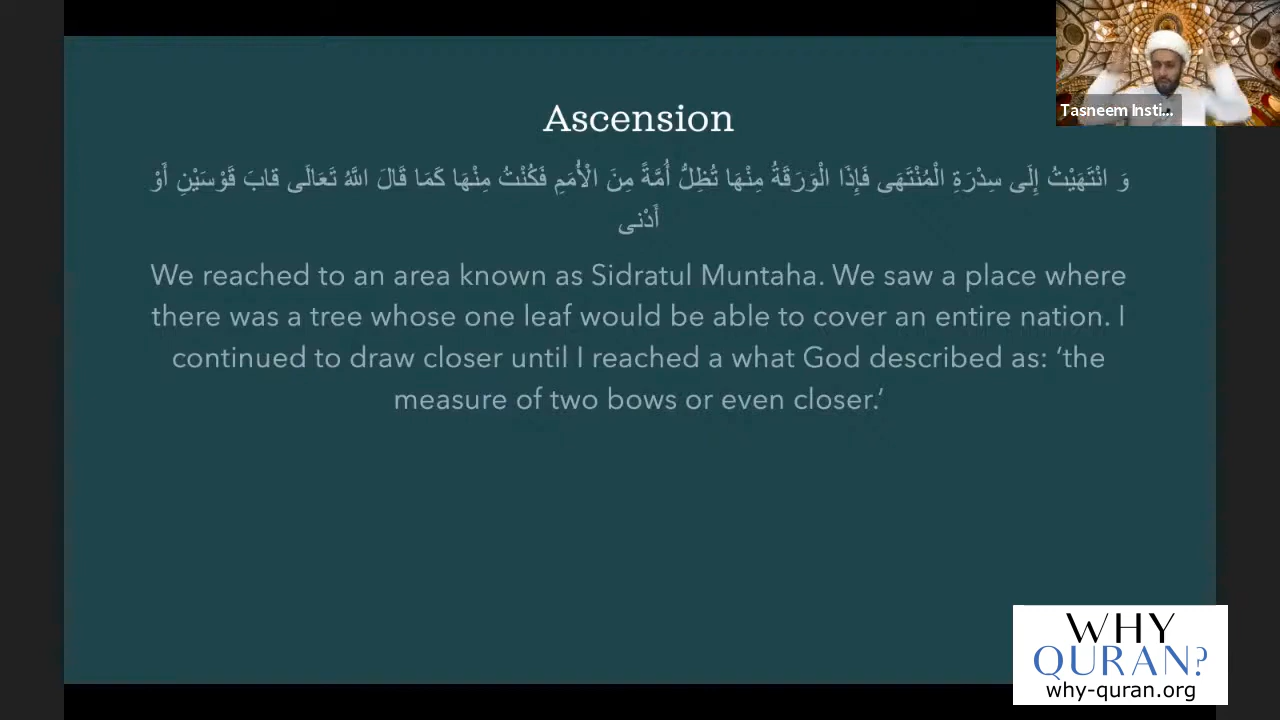 Ascension
وَ انْتَهَيْتُ إِلَى سِدْرَةِ الْمُنْتَهَى فَإِذَا الْوَرَقَةُ مِنْهَا تُظِلُّ أُمَّةً مِنَ الْأُمَمِ فَكُنْتُ مِنْهَا كَمَا قَالَ اللَّهُ تَعَالَى قابَ قَوْسَيْنِ أَوْ
أَدْنى
We reached to an area known as Sidratul Muntaha. We saw a place where
there was a tree whose one leaf would be able to cover an entire nation. I
continued to draw closer until I reached a what God described as: ‘the
measure of two bows or even closer.’
Tasneem Insti...
WHY
QURAN?
why-quran.org